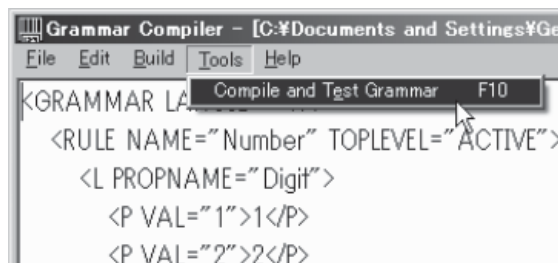 Grammar Compiler - [C:¥Documents and Settings¥Ge
File Edit Build Tools Help
Compile and Test Grammar F10
<GRAMMAR LA
<RULE NAME="Number" TOPLEVEL="ACTIVE">
<L PROPNAME="Digit">
<P VAL="1">1</P>
<P VAL="2">2</P>